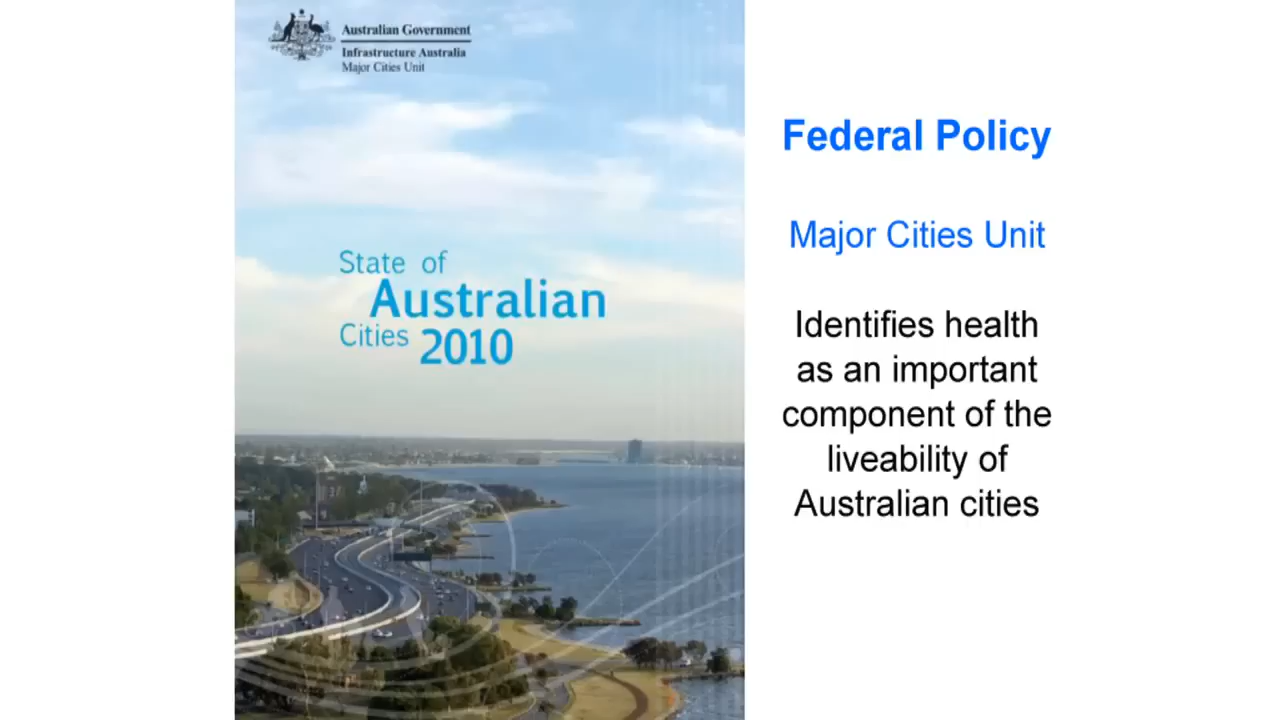 Australian Government
Infrastructure Australia
Major Cities Unit
State of
Australian
Cities 2010
Federal Policy
Major Cities Unit
Identifies health
as an important
component of the
liveability of
Australian cities